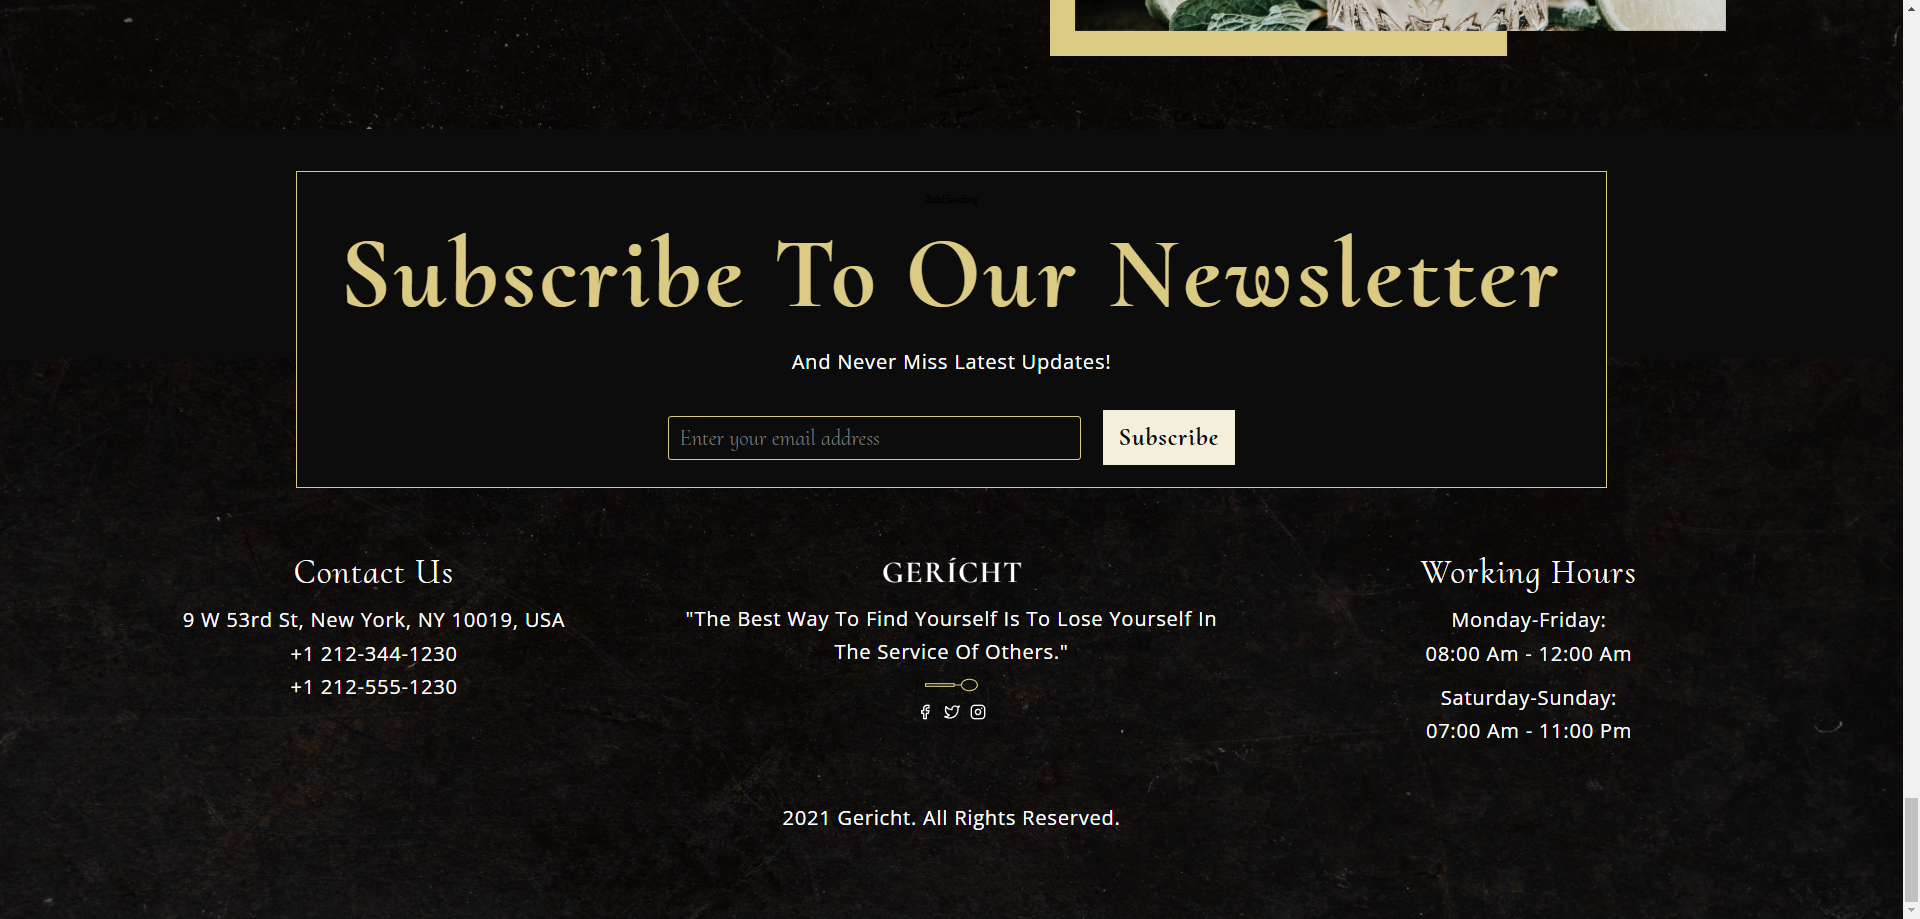 SubHeading
Subscribe To Our Newsletter
And Never Miss Latest Updates!
Enter your email address
Subscribe
Contact Us
9 W 53rd St, New York, NY 10019, USA
+1 212-344-1230
+1 212-555-1230
GERÍCHT
"The Best Way To Find Yourself Is To Lose Yourself In
The Service Of Others."
Working Hours
Monday-Friday:
08:00 Am - 12:00 Am
Saturday-Sunday:
07:00 Am - 11:00 Pm
2021 Gericht. All Rights Reserved.